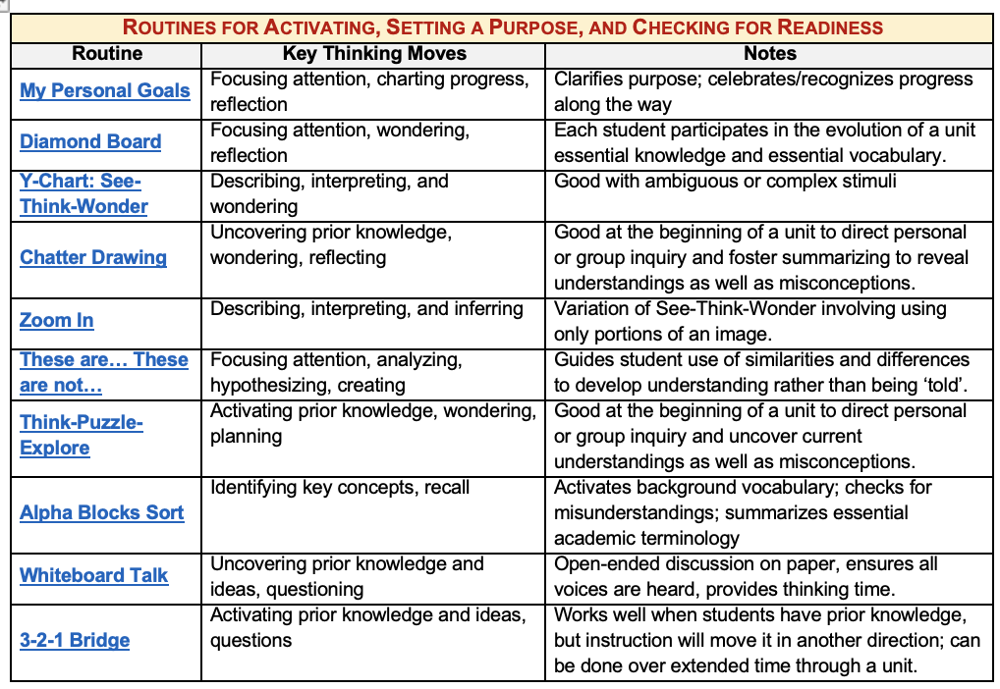 ROUTINES FOR ACTIVATING, SETTING A PURPOSE, AND CHECKING FOR READINESS
Routine Key Thinking Moves Notes
My Personal Goals
Focusing attention, charting progress,
reflection
Clarifies purpose; celebrates/recognizes progress
along the way
Diamond Board
Focusing attention, wondering,
reflection
Each student participates in the evolution of a unit
essential knowledge and essential vocabulary.
Y-Chart: See-
Think-Wonder
Describing, interpreting, and
wondering
Good with ambiguous or complex stimuli
Chatter Drawing
Uncovering prior knowledge,
wondering, reflecting
Good at the beginning of a unit to direct personal
or group inquiry and foster summarizing to reveal
understandings as well as misconceptions.
Zoom In
Describing, interpreting, and inferring
Variation of See-Think-Wonder involving using
only portions of an image.
These are… These
are not…
Focusing attention, analyzing,
hypothesizing, creating
Guides student use of similarities and differences
to develop understanding rather than being ‘told’.
Think-Puzzle-
Explore
Activating prior knowledge, wondering,
planning
Good at the beginning of a unit to direct personal
or group inquiry and uncover current
understandings as well as misconceptions.
Alpha Blocks Sort
Identifying key concepts, recall
Activates background vocabulary; checks for
misunderstandings; summarizes essential
academic terminology
Whiteboard Talk
Uncovering prior knowledge and
ideas, questioning
Open-ended discussion on paper, ensures all
voices are heard, provides thinking time.
3-2-1 Bridge
Activating prior knowledge and ideas,
questions
Works well when students have prior knowledge,
but instruction will move it in another direction; can
be done over extended time through a unit.